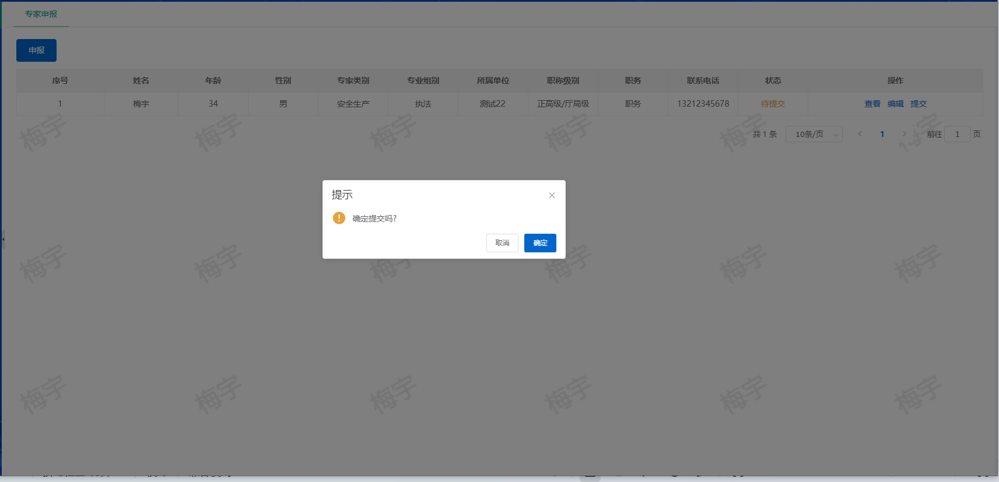 专家申报
申报
序号 姓名 年龄 性别 专家类别 专业组别 所属单位 职称级别 职务 联系电话 状态 操作
1 梅宇 34 男 安全生产 执法 测试22 正高级/厅局级 职务 13212345678 待提交 查看 编辑 提交
共 1 条 10条/页 1 前往 1 页
提示
确定提交吗?
取消 确定
梅宇 梅宇 梅宇 梅宇 梅宇 梅宇
梅宇 梅宇 梅宇 梅宇 梅宇 梅宇
梅宇 梅宇 梅宇 梅宇 梅宇 梅宇